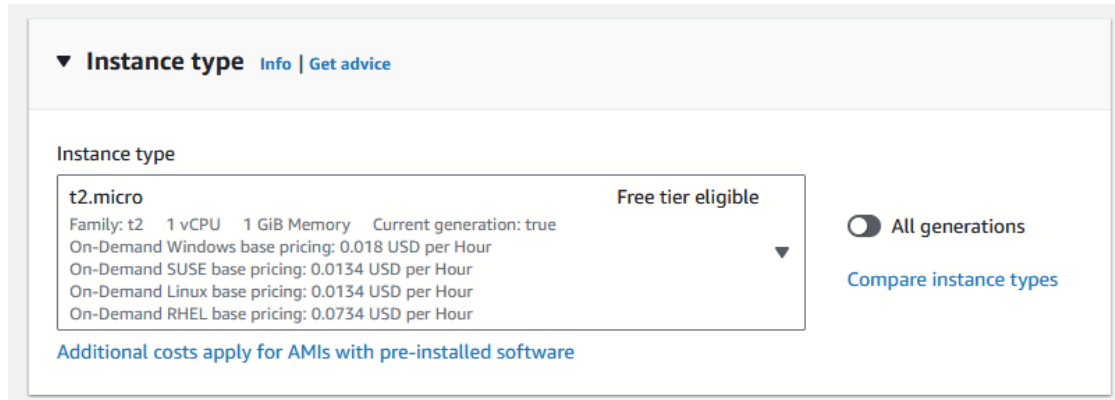 Instance type Info | Get advice
Instance type
t2.micro Free tier eligible
Family: t2 1 vCPU 1 GiB Memory Current generation: true
On-Demand Windows base pricing: 0.018 USD per Hour
On-Demand SUSE base pricing: 0.0134 USD per Hour
On-Demand Linux base pricing: 0.0134 USD per Hour
On-Demand RHEL base pricing: 0.0734 USD per Hour
All generations
Compare instance types
Additional costs apply for AMIs with pre-installed software